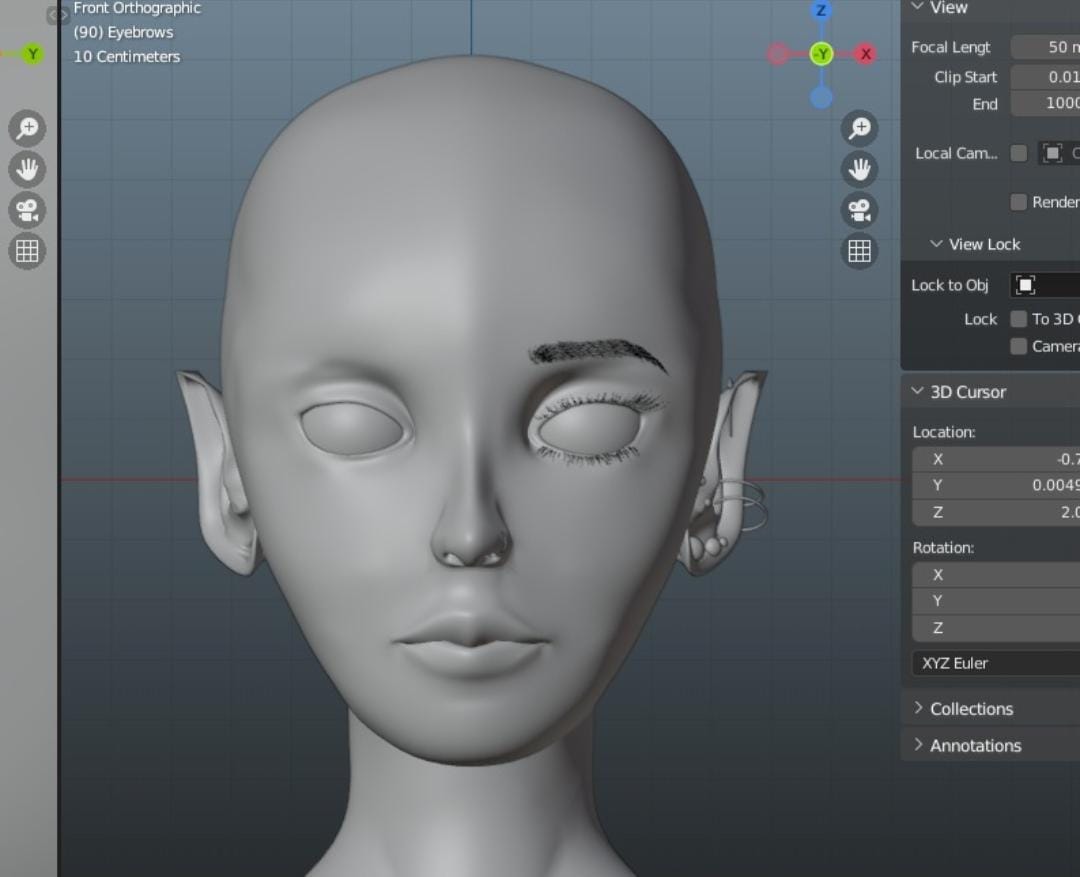 Front Orthographic
(90) Eyebrows
10 Centimeters
Y
Z
-Y
X
View
Focal Lengt 50 m
Clip Start 0.01
End 1000
Local Cam...
Render
View Lock
Lock to Obj
Lock To 3D
Camera
3D Cursor
Location:
X -0.7
Y 0.0049
Z 2.0
Rotation:
X
Y
Z
XYZ Euler
Collections
Annotations